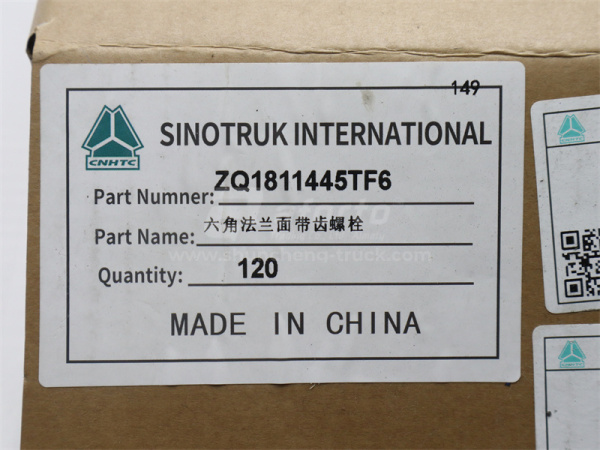 149
CNHTC
SINOTRUK INTERNATIONAL
Part Numner: ZQ1811445TF6
Part Name: 六角法兰面带齿螺栓
Quantity: 120
MADE IN CHINA